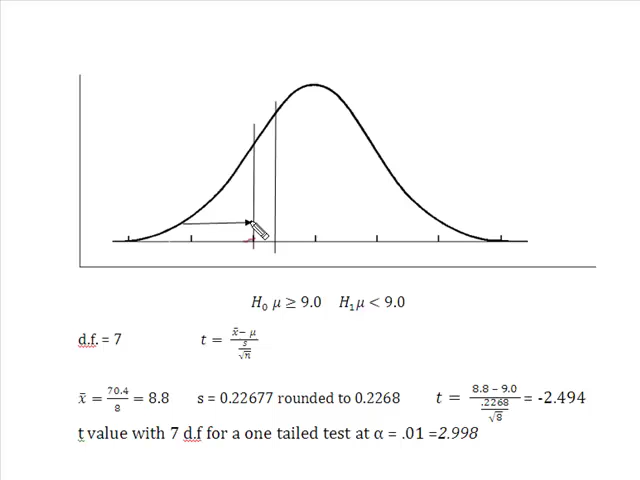 H₀ μ ≥ 9.0 H₁μ < 9.0
d.f. = 7 t = (x̄− μ)/(s/√n)
x̄ = 70.4/8 = 8.8 s = 0.22677 rounded to 0.2268 t = (8.8 − 9.0)/(.2268/√8) = -2.494
t value with 7 d.f for a one tailed test at α = .01 =2.998